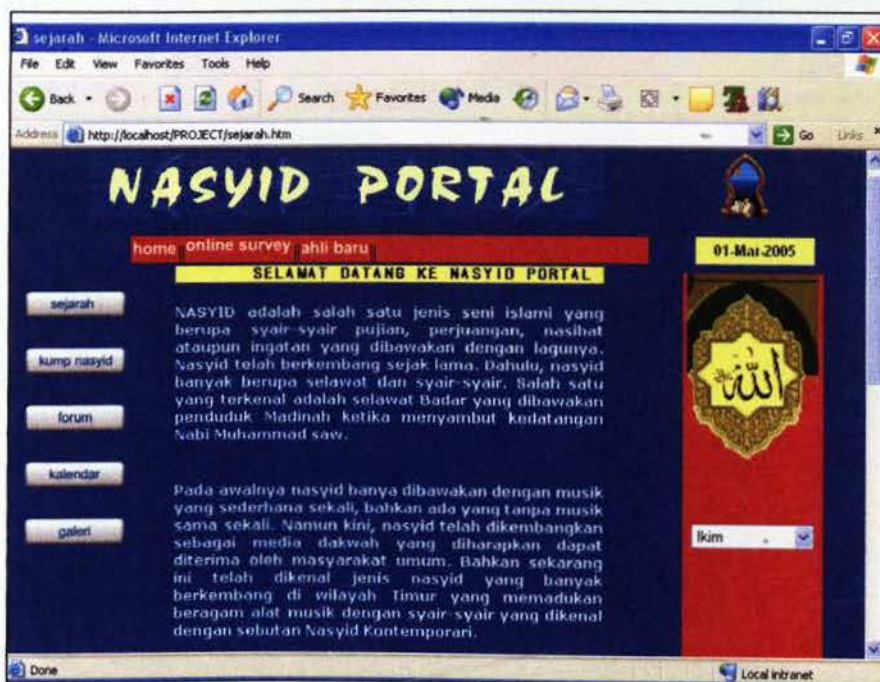 sejarah - Microsoft Internet Explorer
File Edit View Favorites Tools Help
Back Search Favorites Media
Address http://localhost/PROJECT/sejarah.htm Go Links
NASYID PORTAL
home online survey ahli baru
01-Mar-2005
SELAMAT DATANG KE NASYID PORTAL
sejarah
kump nasyid
forum
kalendar
galeri
NASYID adalah salah satu jenis seni islami yang
berupa syair-syair pujian, perjuangan, nasihat
ataupun ingatan yang dibawakan dengan lagunya.
Nasyid telah berkembang sejak lama. Dahulu, nasyid
banyak berupa selawat dan syair-syair. Salah satu
yang terkenal adalah selawat Badar yang dibawakan
penduduk Madinah ketika menyambut kedatangan
Nabi Muhammad saw.
Pada awalnya nasyid hanya dibawakan dengan musik
yang sederhana sekali, bahkan ada yang tanpa musik
sama sekali. Namun kini, nasyid telah dikembangkan
sebagai media dakwah yang diharapkan dapat
diterima oleh masyarakat umum. Bahkan sekarang
ini telah dikenal jenis nasyid yang banyak
berkembang di wilayah Timur yang memadukan
beragam alat musik dengan syair-syair yang dikenal
dengan sebutan Nasyid Kontemporari.
الله
Ikim
Done
Local intranet